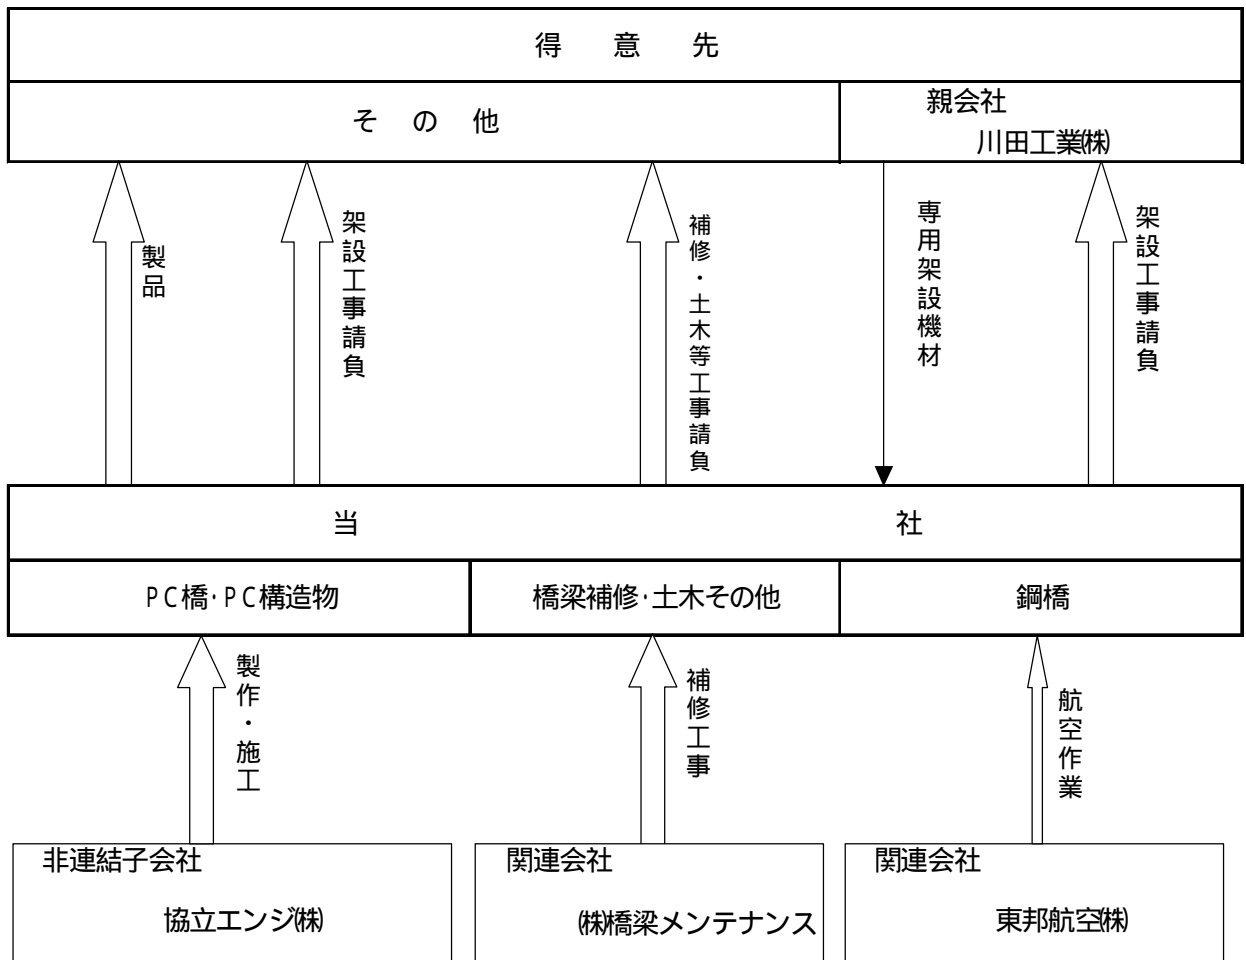 得 意 先
そ の 他
親会社
川田工業㈱
製品
架設工事請負
補修・土木等工事請負
専用架設機材
架設工事請負
当 社
PC橋・PC構造物
橋梁補修・土木その他
鋼橋
製作・施工
補修工事
航空作業
非連結子会社
協立エンジ㈱
関連会社
㈱橋梁メンテナンス
関連会社
東邦航空㈱